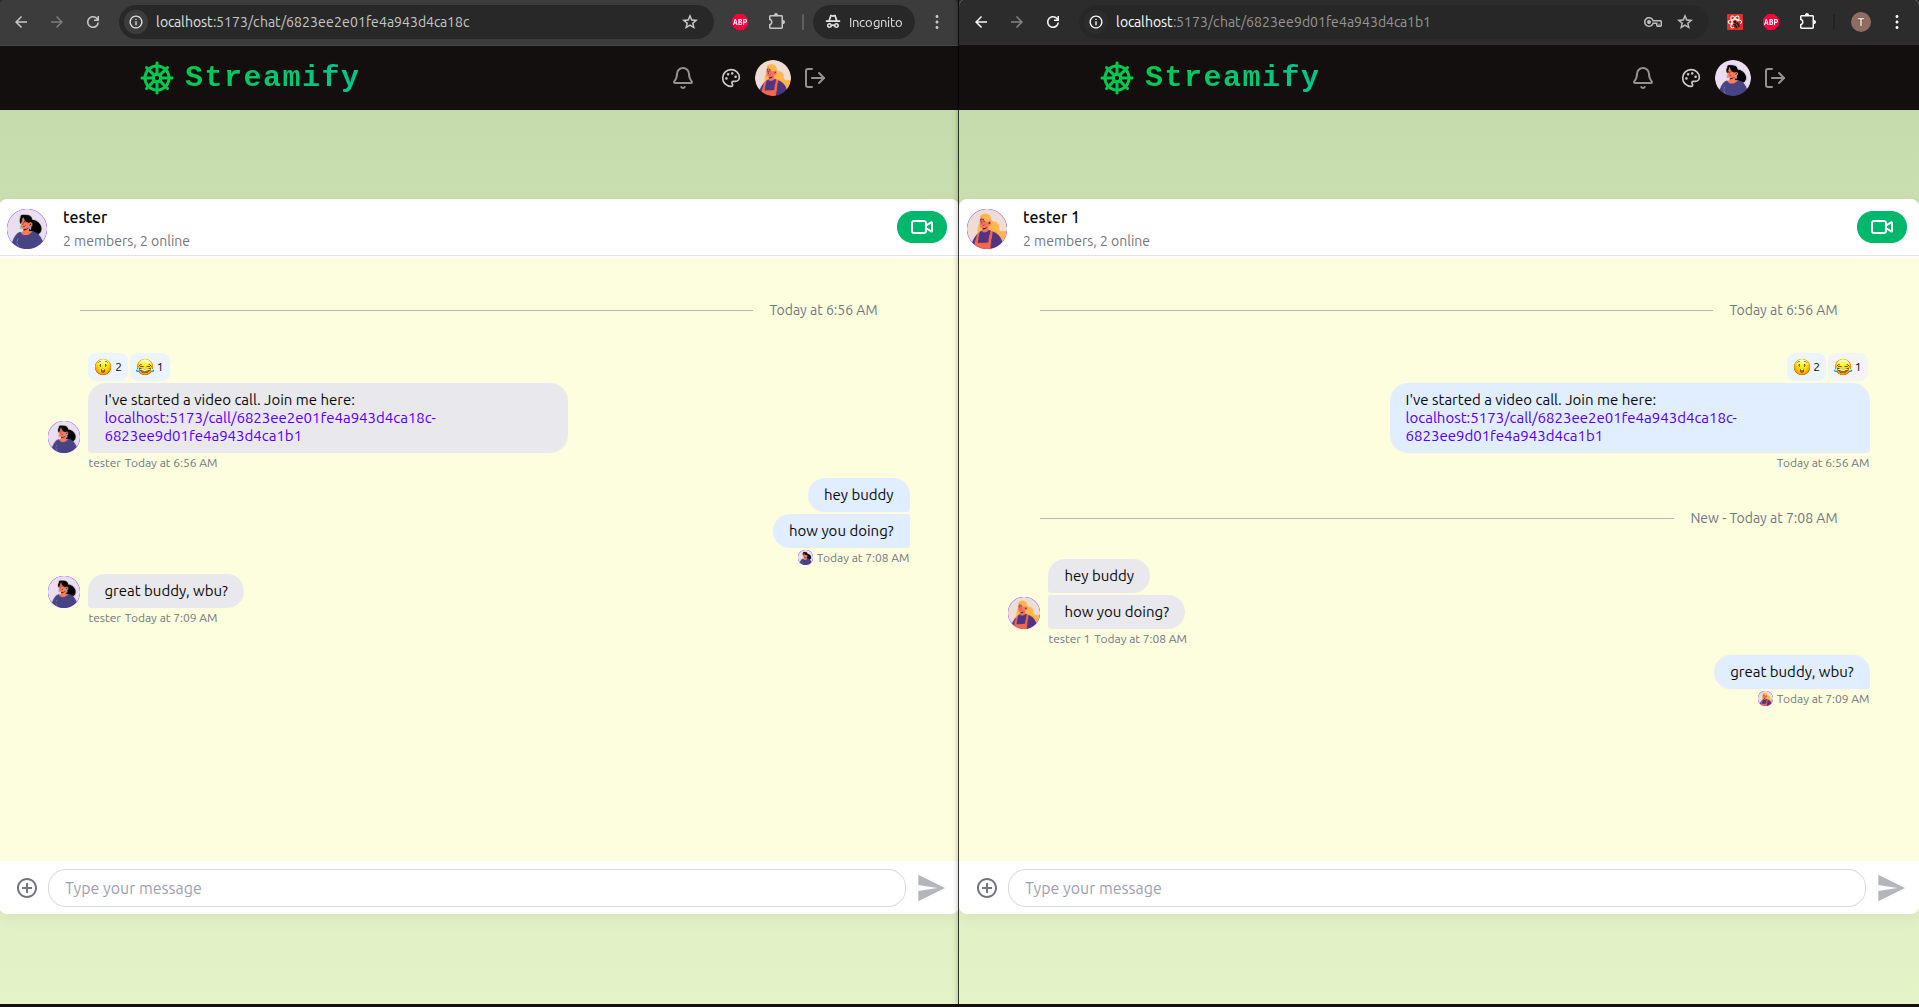 localhost:5173/chat/6823ee2e01fe4a943d4ca18c
ABP
Incognito
Streamify
tester
2 members, 2 online
Today at 6:56 AM
2
1
I've started a video call. Join me here:
localhost:5173/call/6823ee2e01fe4a943d4ca18c-
6823ee9d01fe4a943d4ca1b1
tester Today at 6:56 AM
hey buddy
how you doing?
Today at 7:08 AM
great buddy, wbu?
tester Today at 7:09 AM
Type your message
localhost:5173/chat/6823ee9d01fe4a943d4ca1b1
ABP
T
Streamify
tester 1
2 members, 2 online
Today at 6:56 AM
2
1
I've started a video call. Join me here:
localhost:5173/call/6823ee2e01fe4a943d4ca18c-
6823ee9d01fe4a943d4ca1b1
Today at 6:56 AM
New - Today at 7:08 AM
hey buddy
how you doing?
tester 1 Today at 7:08 AM
great buddy, wbu?
Today at 7:09 AM
Type your message